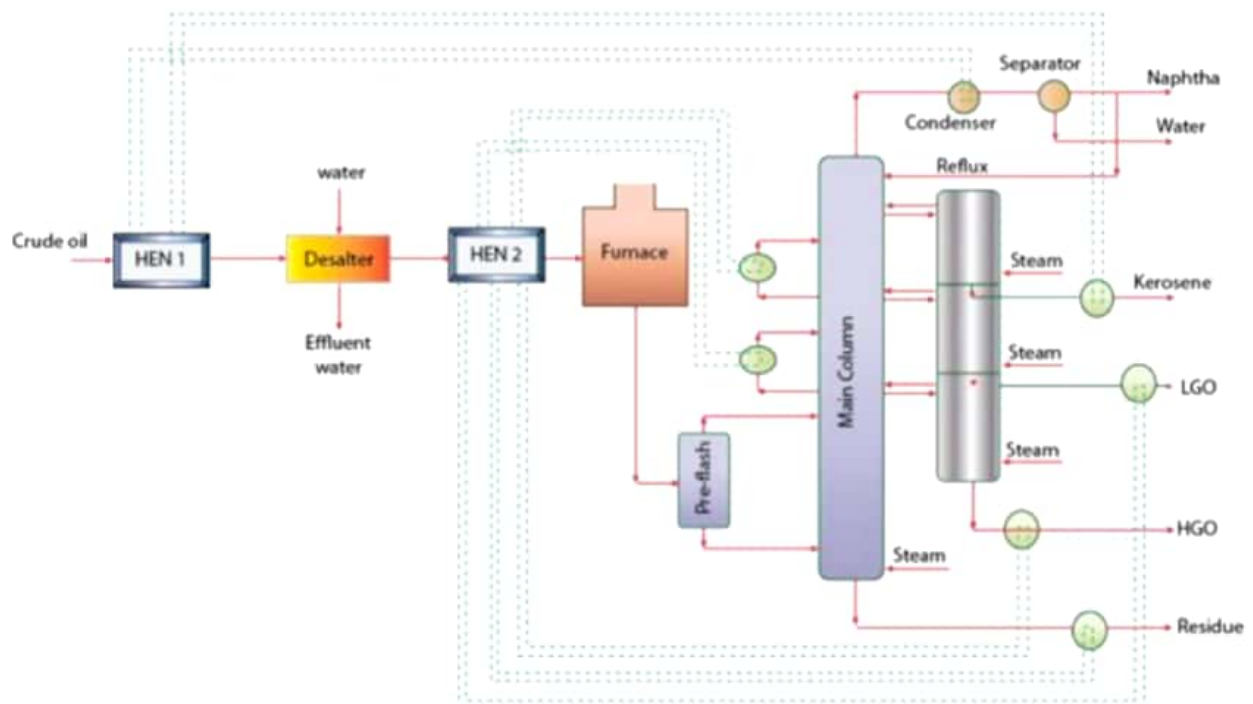 Separator
Naphtha
Condenser
Water
Reflux
water
Crude oil
HEN 1
Desalter
HEN 2
Furnace
Steam
Kerosene
Effluent
water
Main Column
Steam
LGO
Pre-flash
Steam
HGO
Steam
Residue